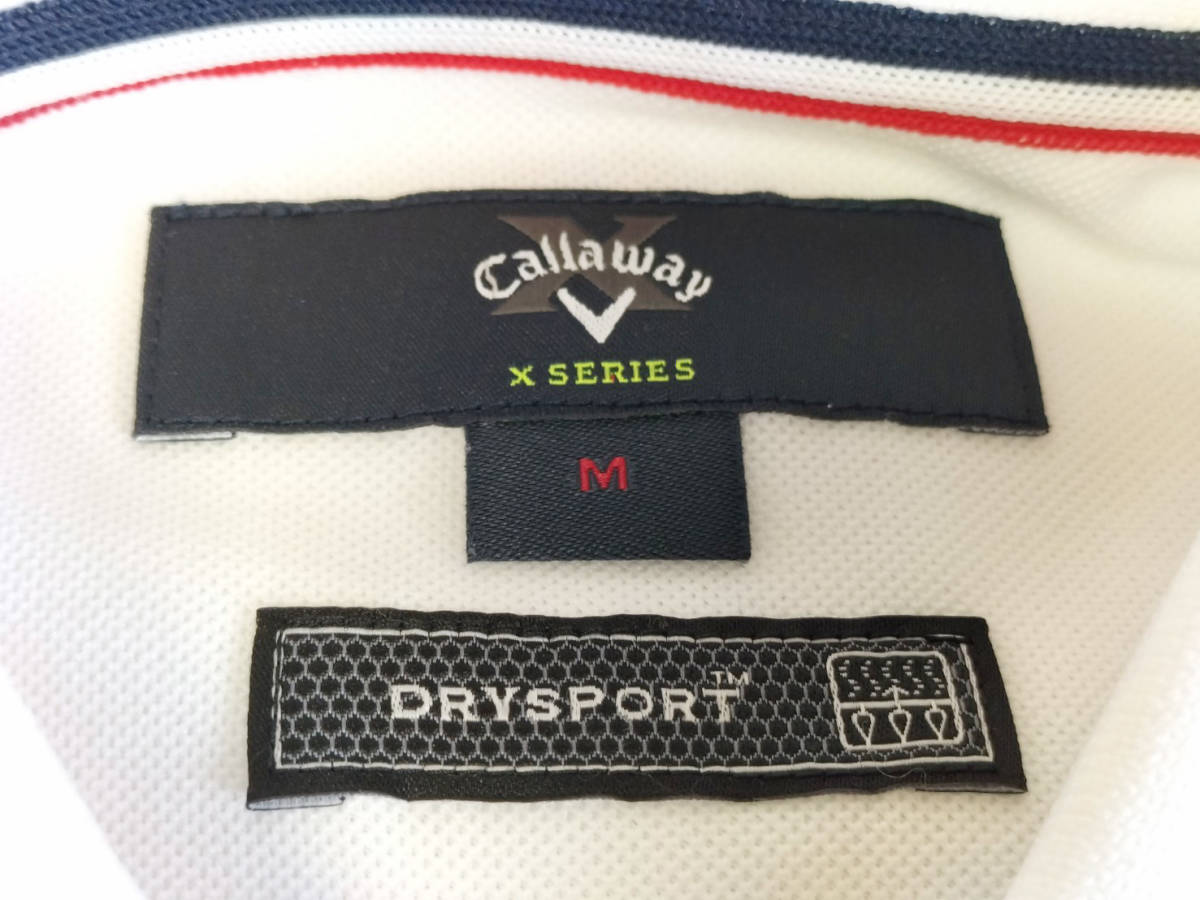 Callaway
X SERIES
M
DRYSPORT™